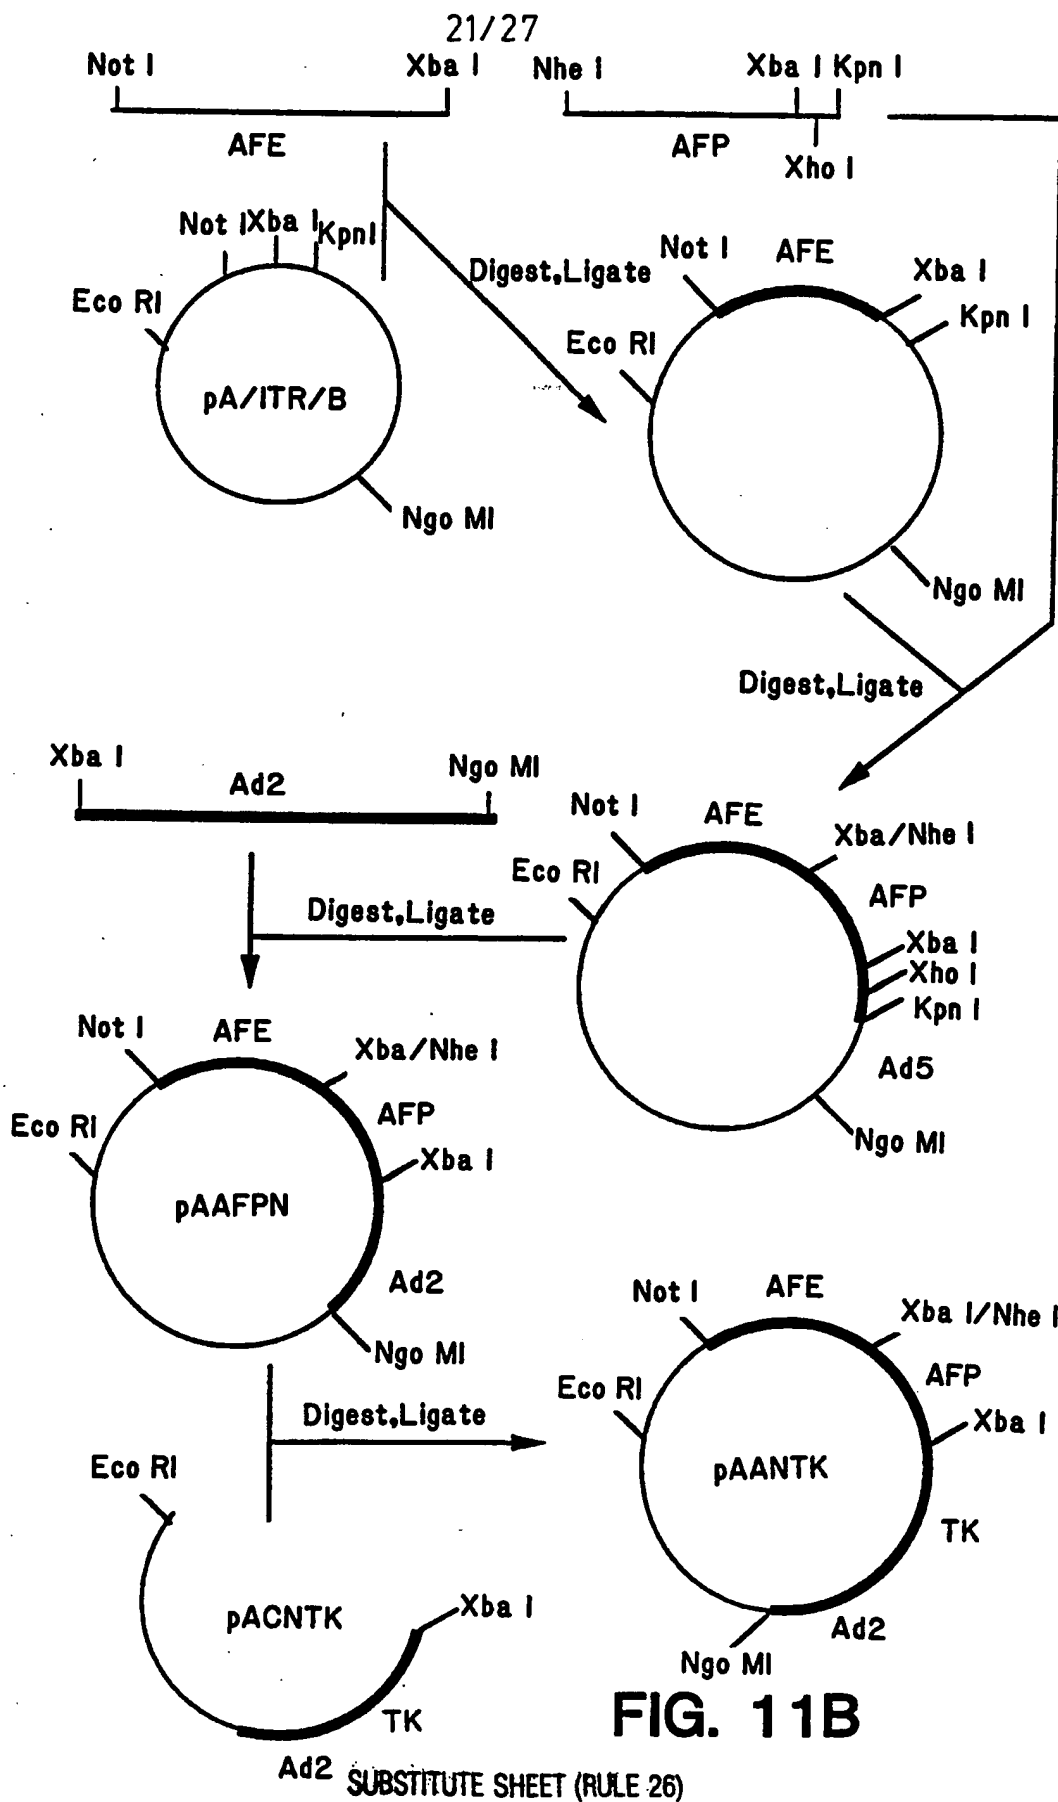 21/27
Not I
Xba I
Nhe I
Xba I
Kpn I
AFE
AFP
Xho I
Not I
Xba I
KpnI
Eco RI
pA/ITR/B
Ngo MI
Digest,Ligate
Not I
AFE
Xba I
Kpn I
Eco RI
Ngo MI
Digest,Ligate
Xba I
Ad2
Ngo MI
Digest,Ligate
Not I
AFE
Xba/Nhe I
Eco RI
AFP
Xba I
Xho I
Kpn I
Ad5
Ngo MI
Not I
AFE
Xba/Nhe I
Eco RI
AFP
Xba I
pAAFPN
Ad2
Ngo MI
Digest,Ligate
Eco RI
pACNTK
Xba I
TK
Ad2
Not I
AFE
Xba I/Nhe I
Eco RI
AFP
Xba I
pAANTK
TK
Ad2
Ngo MI
FIG. 11B
SUBSTITUTE SHEET (RULE 26)